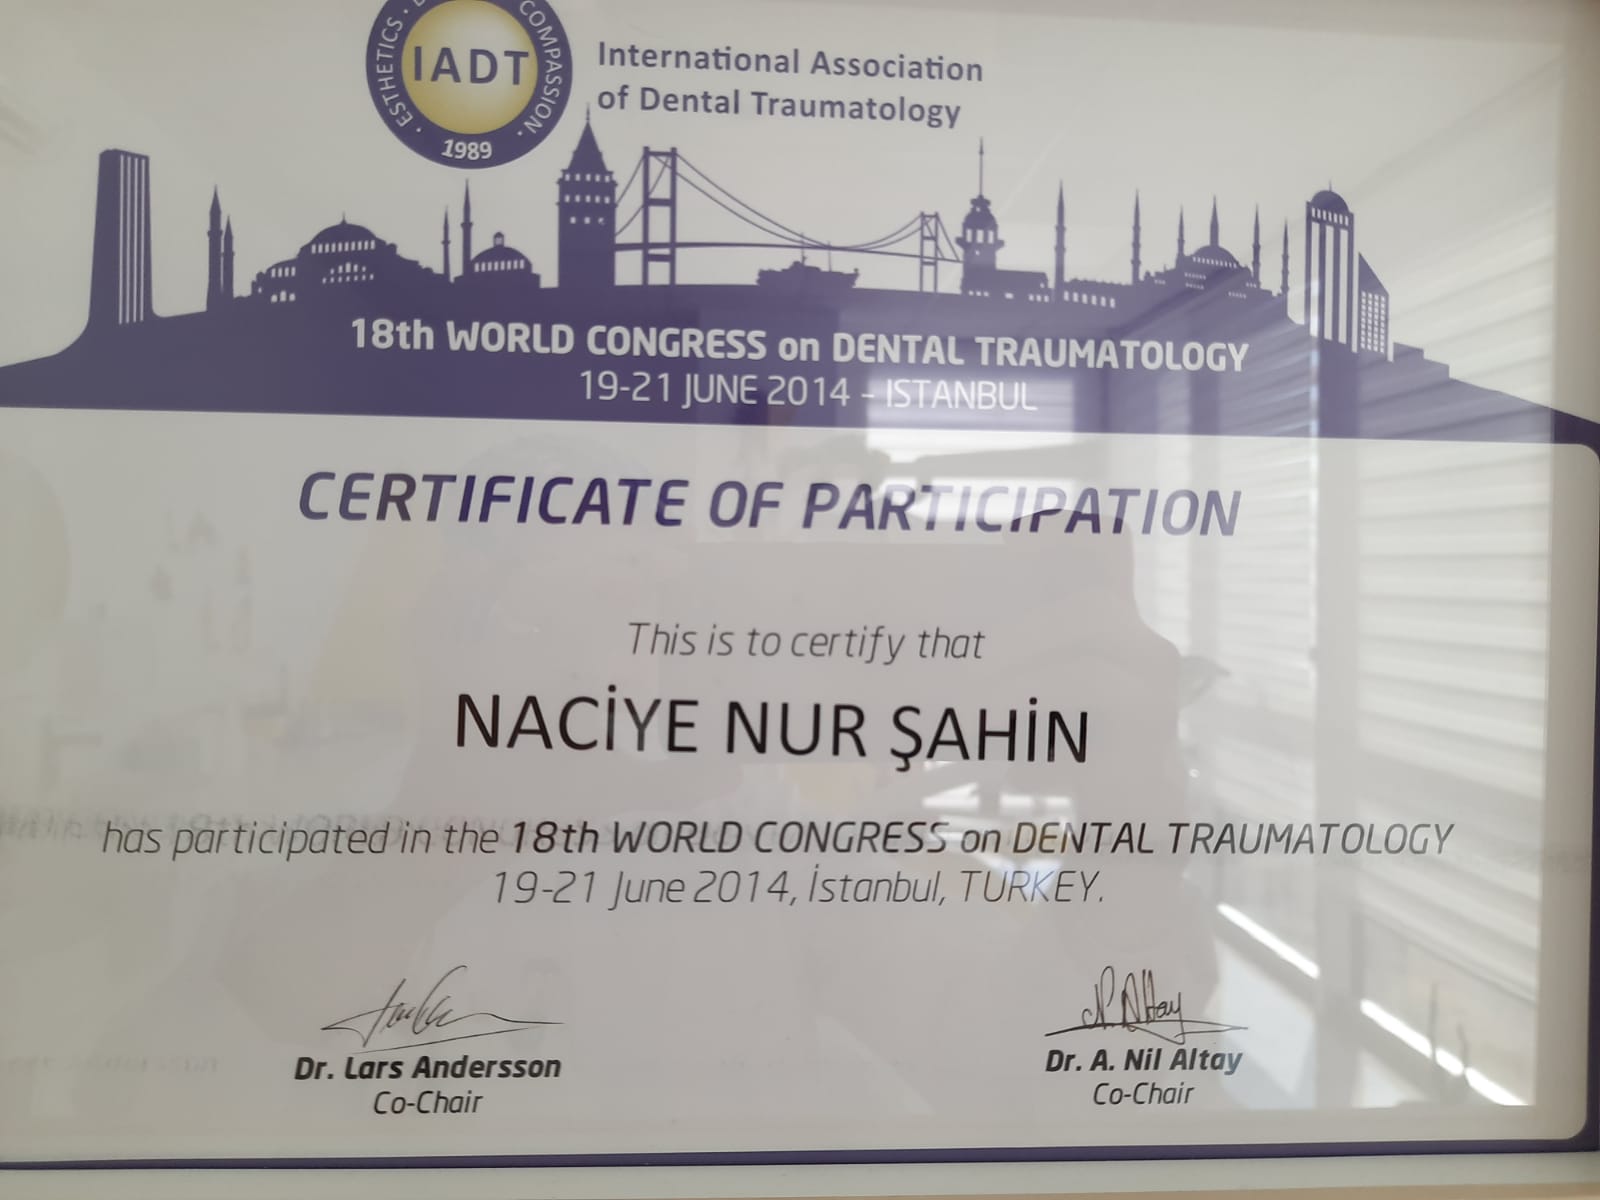 ESTHETICS · COMPASSION ·
IADT
1989
International Association
of Dental Traumatology
18th WORLD CONGRESS on DENTAL TRAUMATOLOGY
19-21 JUNE 2014 - ISTANBUL
CERTIFICATE OF PARTICIPATION
This is to certify that
NACİYE NUR ŞAHİN
has participated in the 18th WORLD CONGRESS on DENTAL TRAUMATOLOGY
19-21 June 2014, İstanbul, TURKEY.
N. Altay
Dr. Lars Andersson
Co-Chair
Dr. A. Nil Altay
Co-Chair